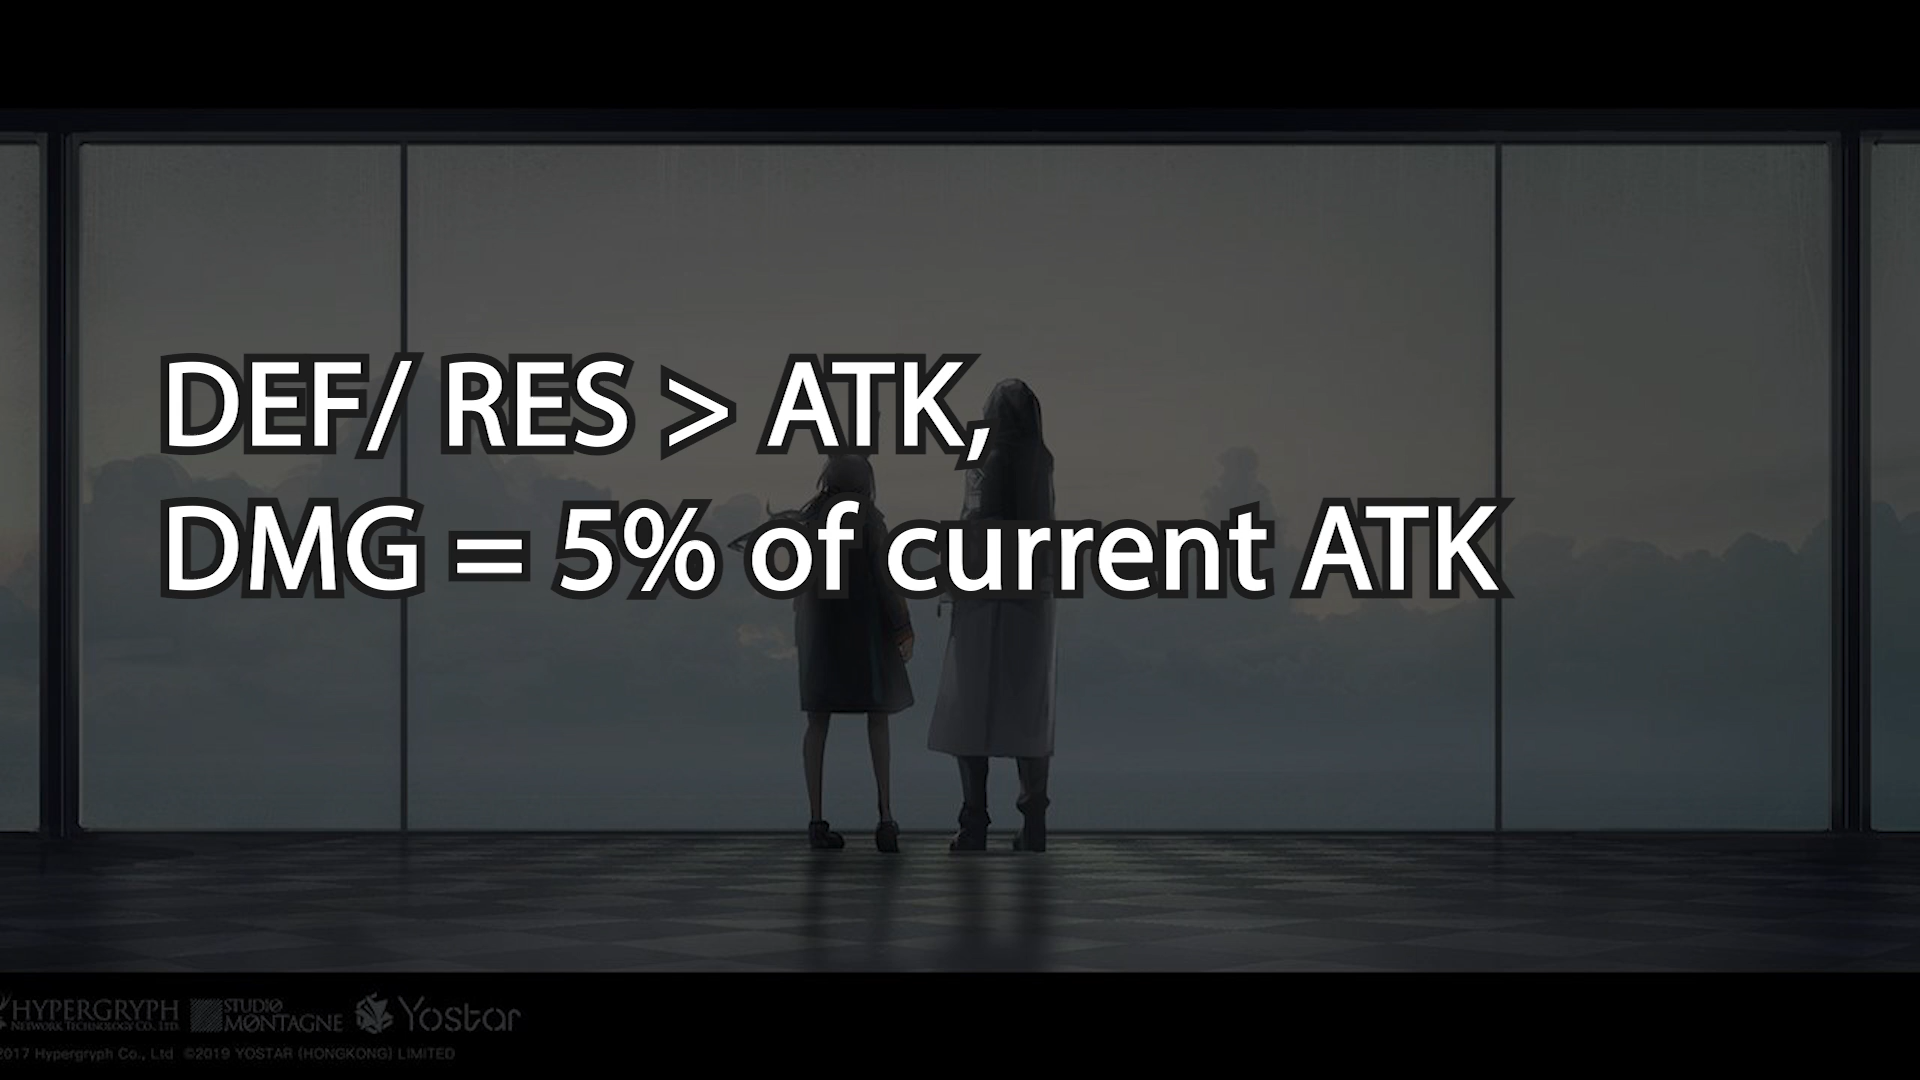 DEF/ RES > ATK,
DMG = 5% of current ATK
HYPERGRYPH
NETWORK TECHNOLOGY CO., LTD.
STUDIO
MØNTAGNE
Yostar
2017 Hypergryph Co., Ltd ©2019 YOSTAR (HONGKONG) LIMITED